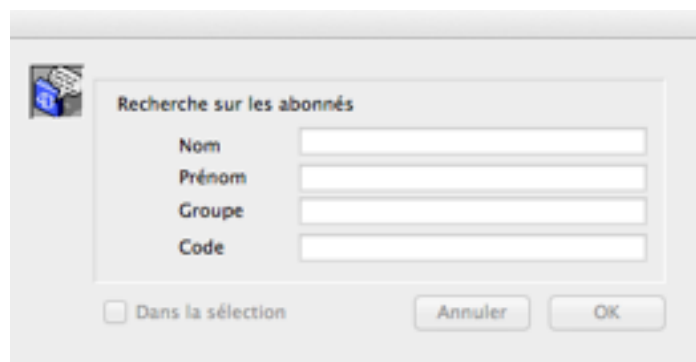 Recherche sur les abonnés
Nom
Prénom
Groupe
Code
Dans la sélection Annuler OK